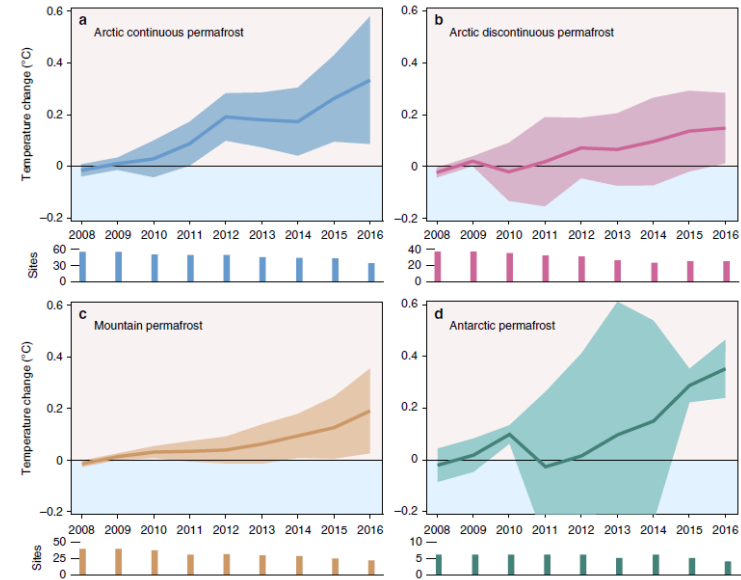 a
Arctic continuous permafrost
Temperature change (°C)
0.6
0.4
0.2
0
–0.2
2008 2009 2010 2011 2012 2013 2014 2015 2016
Sites
60
30
0
b
Arctic discontinuous permafrost
0.6
0.4
0.2
0
–0.2
2008 2009 2010 2011 2012 2013 2014 2015 2016
40
20
0
c
Mountain permafrost
Temperature change (°C)
0.6
0.4
0.2
0
–0.2
2008 2009 2010 2011 2012 2013 2014 2015 2016
Sites
50
25
0
d
Antarctic permafrost
0.6
0.4
0.2
0
–0.2
2008 2009 2010 2011 2012 2013 2014 2015 2016
10
5
0